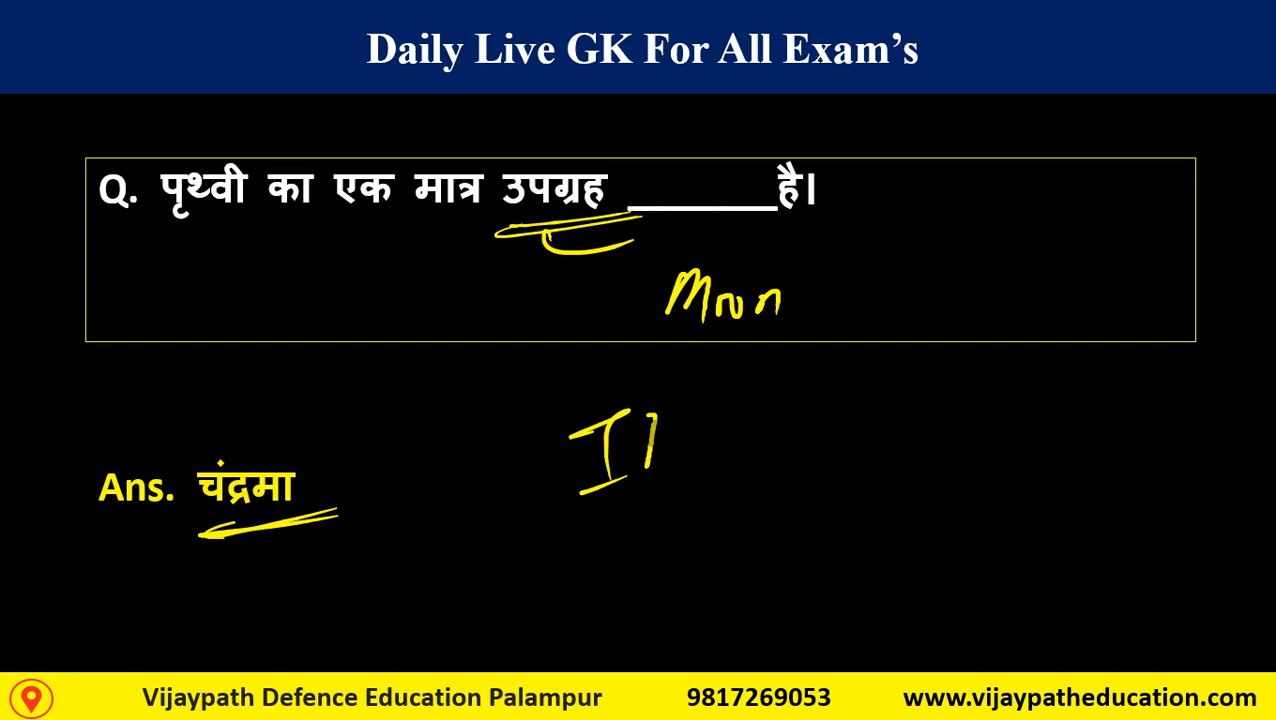 Daily Live GK For All Exam’s
Q. पृथ्वी का एक मात्र उपग्रह ________है।
Moon
Ans. चंद्रमा
Vijaypath Defence Education Palampur 9817269053 www.vijaypatheducation.com